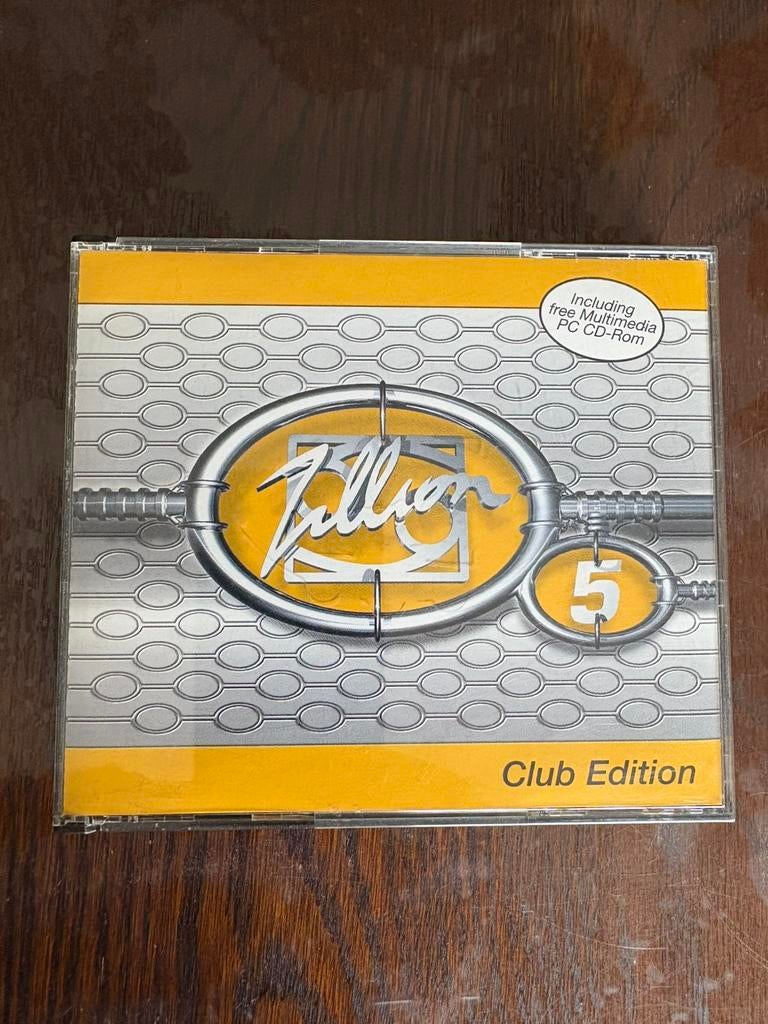 Including
free Multimedia
PC CD-Rom
Zillion
5
Club Edition